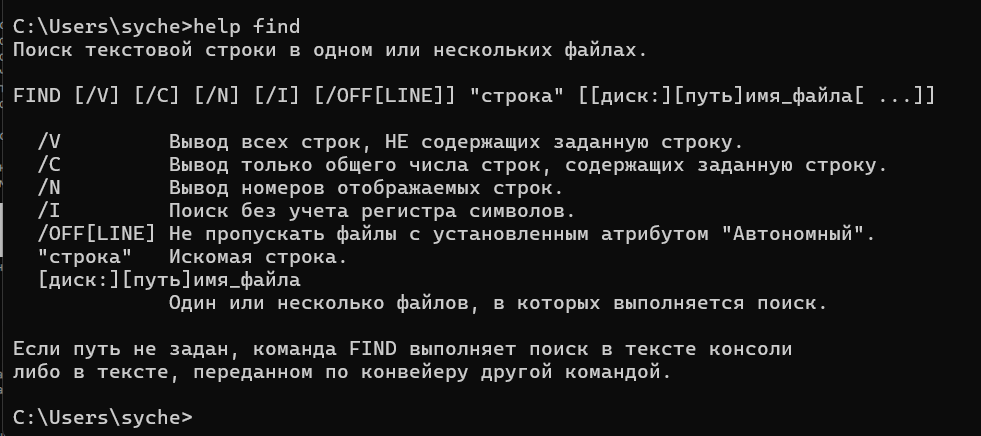 C:\Users\syche>help find
Поиск текстовой строки в одном или нескольких файлах.
FIND [/V] [/C] [/N] [/I] [/OFF[LINE]] "строка" [[диск:][путь]имя_файла[ ...]]
/V Вывод всех строк, НЕ содержащих заданную строку.
/C Вывод только общего числа строк, содержащих заданную строку.
/N Вывод номеров отображаемых строк.
/I Поиск без учета регистра символов.
/OFF[LINE] Не пропускать файлы с установленным атрибутом "Автономный".
"строка" Искомая строка.
[диск:][путь]имя_файла
Один или несколько файлов, в которых выполняется поиск.
Если путь не задан, команда FIND выполняет поиск в тексте консоли
либо в тексте, переданном по конвейеру другой командой.
C:\Users\syche>